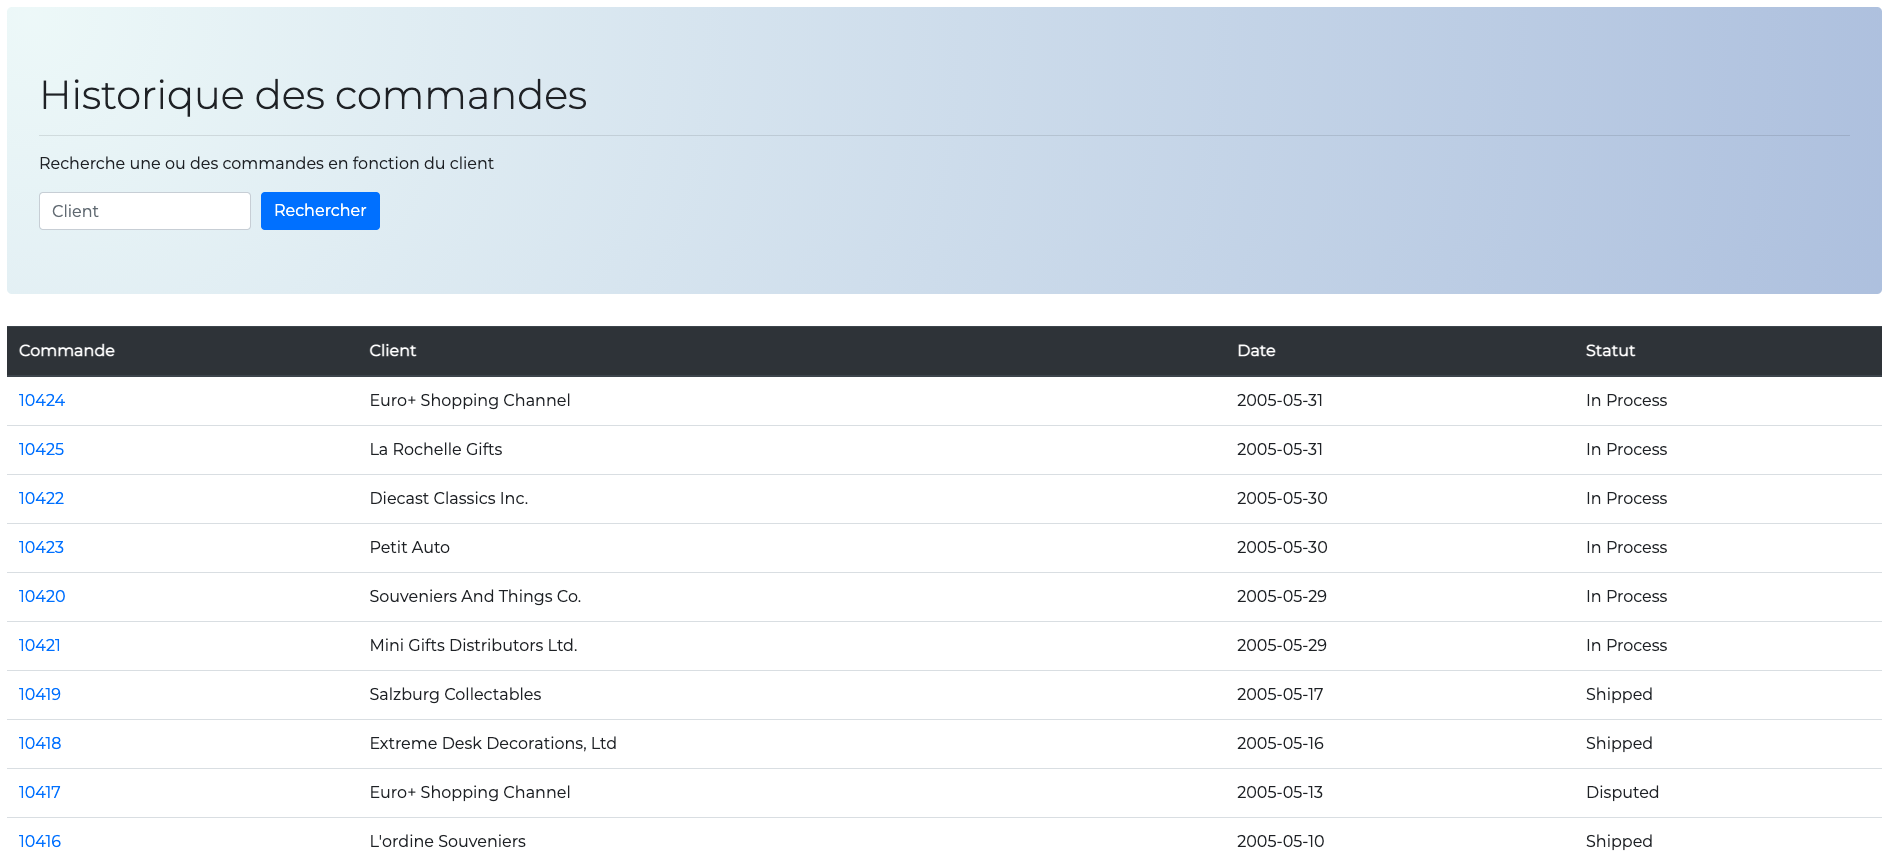 Historique des commandes
Recherche une ou des commandes en fonction du client
Client Rechercher
Commande Client Date Statut
10424 Euro+ Shopping Channel 2005-05-31 In Process
10425 La Rochelle Gifts 2005-05-31 In Process
10422 Diecast Classics Inc. 2005-05-30 In Process
10423 Petit Auto 2005-05-30 In Process
10420 Souveniers And Things Co. 2005-05-29 In Process
10421 Mini Gifts Distributors Ltd. 2005-05-29 In Process
10419 Salzburg Collectables 2005-05-17 Shipped
10418 Extreme Desk Decorations, Ltd 2005-05-16 Shipped
10417 Euro+ Shopping Channel 2005-05-13 Disputed
10416 L'ordine Souveniers 2005-05-10 Shipped